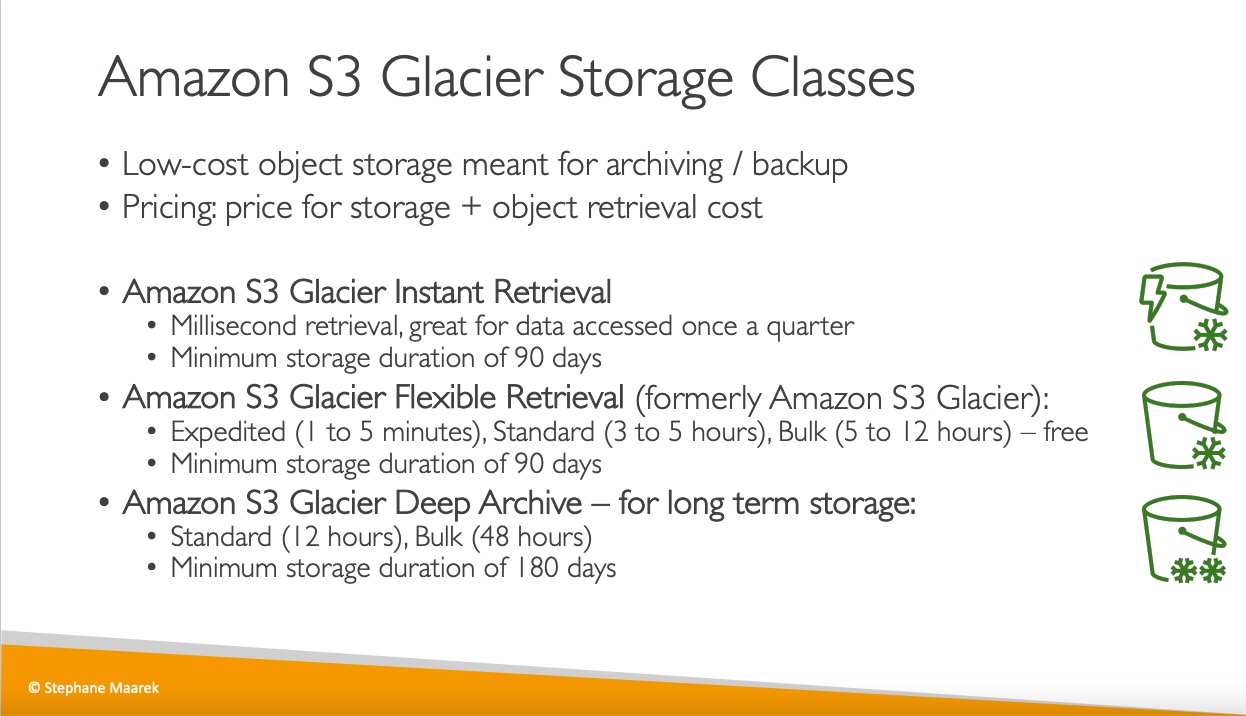 Amazon S3 Glacier Storage Classes
• Low-cost object storage meant for archiving / backup
• Pricing: price for storage + object retrieval cost
• Amazon S3 Glacier Instant Retrieval
• Millisecond retrieval, great for data accessed once a quarter
• Minimum storage duration of 90 days
• Amazon S3 Glacier Flexible Retrieval (formerly Amazon S3 Glacier):
• Expedited (1 to 5 minutes), Standard (3 to 5 hours), Bulk (5 to 12 hours) – free
• Minimum storage duration of 90 days
• Amazon S3 Glacier Deep Archive – for long term storage:
• Standard (12 hours), Bulk (48 hours)
• Minimum storage duration of 180 days
© Stephane Maarek